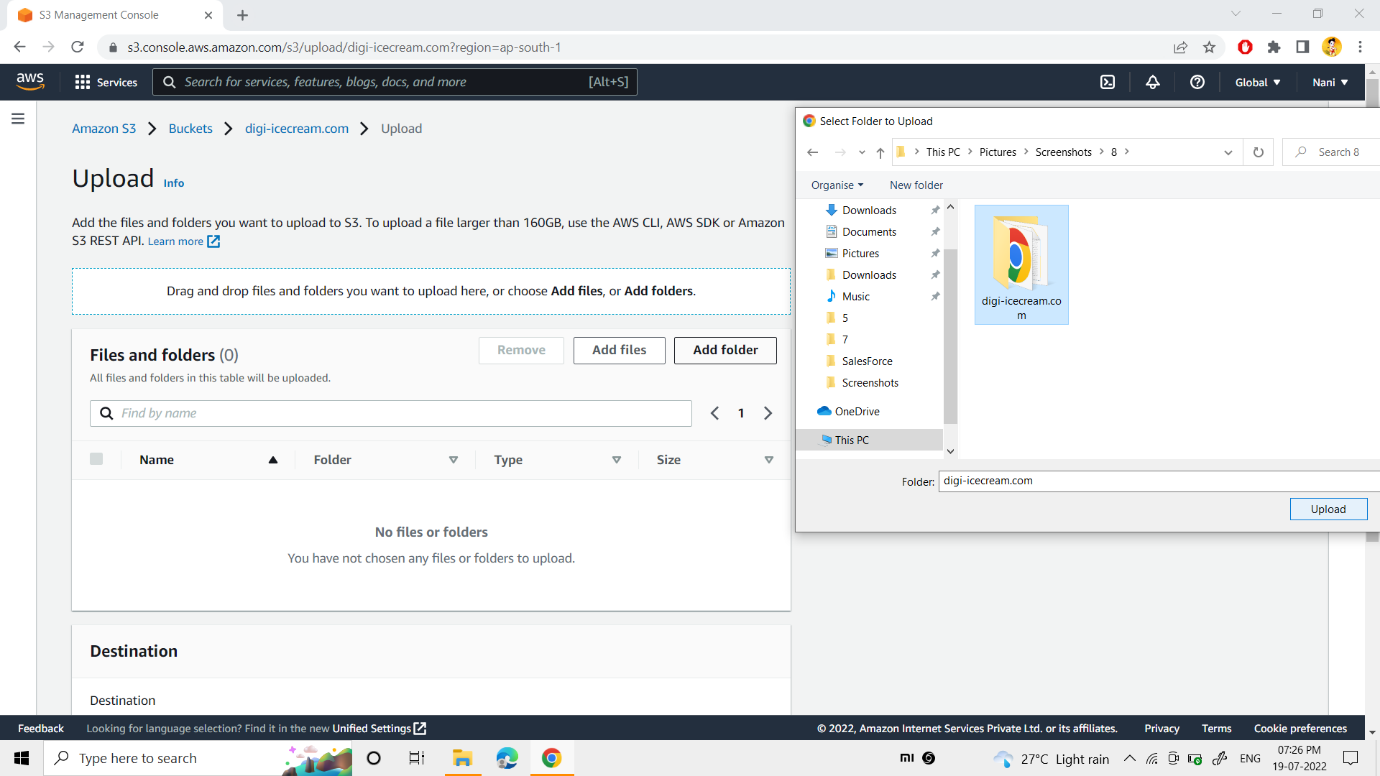 S3 Management Console
s3.console.aws.amazon.com/s3/upload/digi-icecream.com?region=ap-south-1
aws
Services
Search for services, features, blogs, docs, and more
[Alt+S]
Global
Nani
Amazon S3
Buckets
digi-icecream.com
Upload
Upload
Info
Add the files and folders you want to upload to S3. To upload a file larger than 160GB, use the AWS CLI, AWS SDK or Amazon
S3 REST API. Learn more
Drag and drop files and folders you want to upload here, or choose Add files, or Add folders.
Files and folders (0)
Remove
Add files
Add folder
All files and folders in this table will be uploaded.
Find by name
1
Name
Folder
Type
Size
No files or folders
You have not chosen any files or folders to upload.
Destination
Destination
Select Folder to Upload
This PC
Pictures
Screenshots
8
Search 8
Organise
New folder
Downloads
Documents
Pictures
Downloads
Music
5
7
SalesForce
Screenshots
OneDrive
This PC
digi-icecream.co
m
Folder:
digi-icecream.com
Upload
Feedback
Looking for language selection? Find it in the new Unified Settings
© 2022, Amazon Internet Services Private Ltd. or its affiliates.
Privacy
Terms
Cookie preferences
Type here to search
27°C Light rain
ENG
07:26 PM
19-07-2022